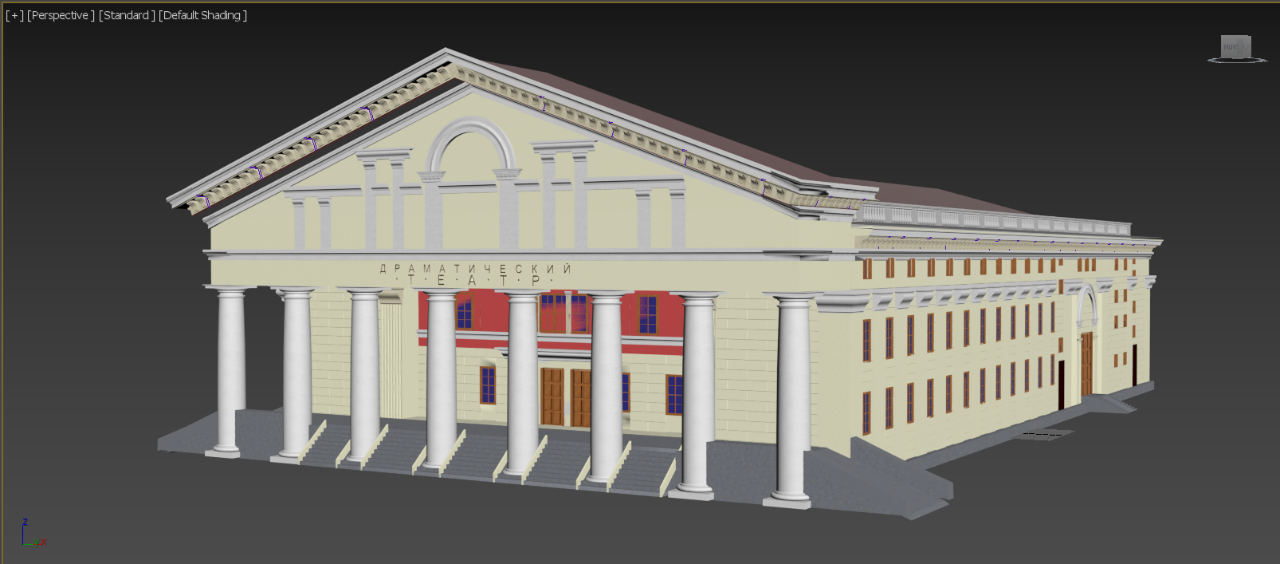 [+] [Perspective] [Standard] [Default Shading]
ДРАМАТИЧЕСКИЙ
·Т·Е·А·Т·Р·
z
x